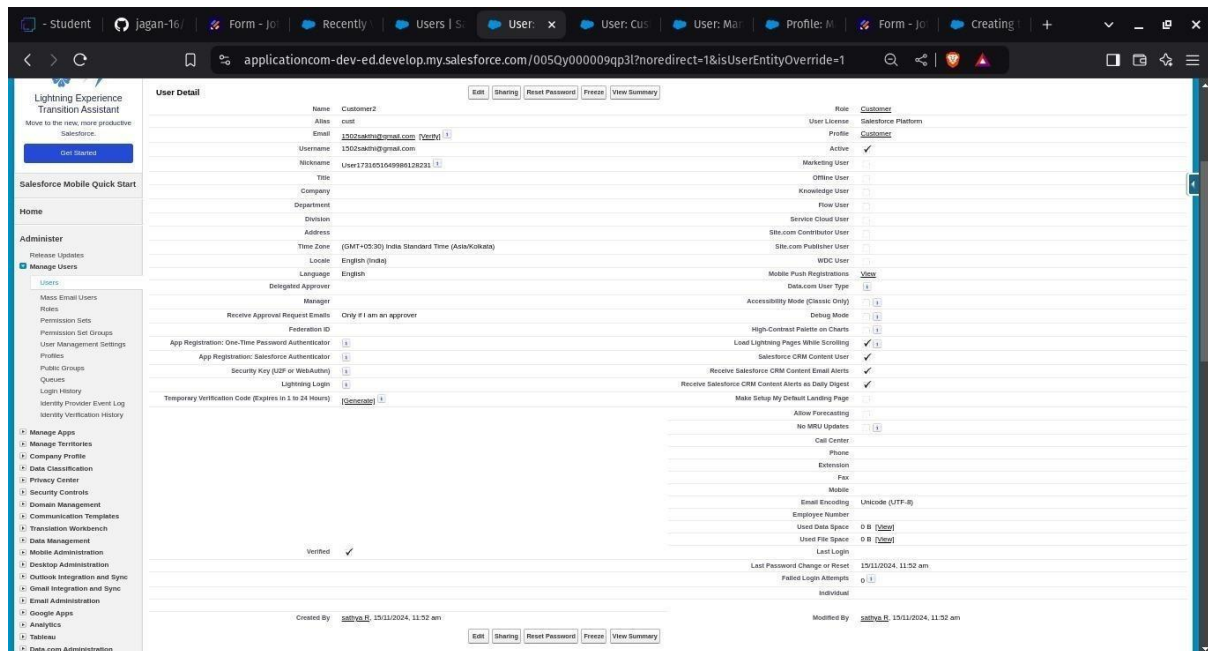 - Student
jagan-16/
Form - Jo
Recently
Users | Sa
User:
User: Cus
User: Mar
Profile: M
Form - Jo
Creating t
applicationcom-dev-ed.develop.my.salesforce.com/005Qy000009qp3l?noredirect=1&isUserEntityOverride=1
Lightning Experience
Transition Assistant
Move to the new, more productive
Salesforce.
Get Started
Salesforce Mobile Quick Start
Home
Administer
Release Updates
Manage Users
Users
Mass Email Users
Roles
Permission Sets
Permission Set Groups
User Management Settings
Profiles
Public Groups
Queues
Login History
Identity Provider Event Log
Identity Verification History
Manage Apps
Manage Territories
Company Profile
Data Classification
Privacy Center
Security Controls
Domain Management
Communication Templates
Translation Workbench
Data Management
Mobile Administration
Desktop Administration
Outlook Integration and Sync
Gmail Integration and Sync
Email Administration
Google Apps
Analytics
Tableau
Data.com Administration
User Detail Edit Sharing Reset Password Freeze View Summary
Name Customer2
Alias cust
Email 1502sakthi@gmail.com [Verify] i
Username 1502sakthi@gmail.com
Nickname User1731651649986128231 i
Title
Company
Department
Division
Address
Time Zone (GMT+05:30) India Standard Time (Asia/Kolkata)
Locale English (India)
Language English
Delegated Approver
Manager
Receive Approval Request Emails Only if I am an approver
Federation ID
App Registration: One-Time Password Authenticator i
App Registration: Salesforce Authenticator i
Security Key (U2F or WebAuthn) i
Lightning Login i
Temporary Verification Code (Expires in 1 to 24 Hours) [Generate] i
Verified ✓
Created By sathya R, 15/11/2024, 11:52 am
Role Customer
User License Salesforce Platform
Profile Customer
Active ✓
Marketing User
Offline User
Knowledge User
Flow User
Service Cloud User
Site.com Contributor User
Site.com Publisher User
WDC User
Mobile Push Registrations View
Data.com User Type i
Accessibility Mode (Classic Only) i
Debug Mode i
High-Contrast Palette on Charts i
Load Lightning Pages While Scrolling ✓ i
Salesforce CRM Content User ✓
Receive Salesforce CRM Content Email Alerts ✓
Receive Salesforce CRM Content Alerts as Daily Digest ✓
Make Setup My Default Landing Page
Allow Forecasting
No MRU Updates i
Call Center
Phone
Extension
Fax
Mobile
Email Encoding Unicode (UTF-8)
Employee Number
Used Data Space 0 B [View]
Used File Space 0 B [View]
Last Login
Last Password Change or Reset 15/11/2024, 11:52 am
Failed Login Attempts 0 i
Individual
Modified By sathya R, 15/11/2024, 11:52 am
Edit Sharing Reset Password Freeze View Summary